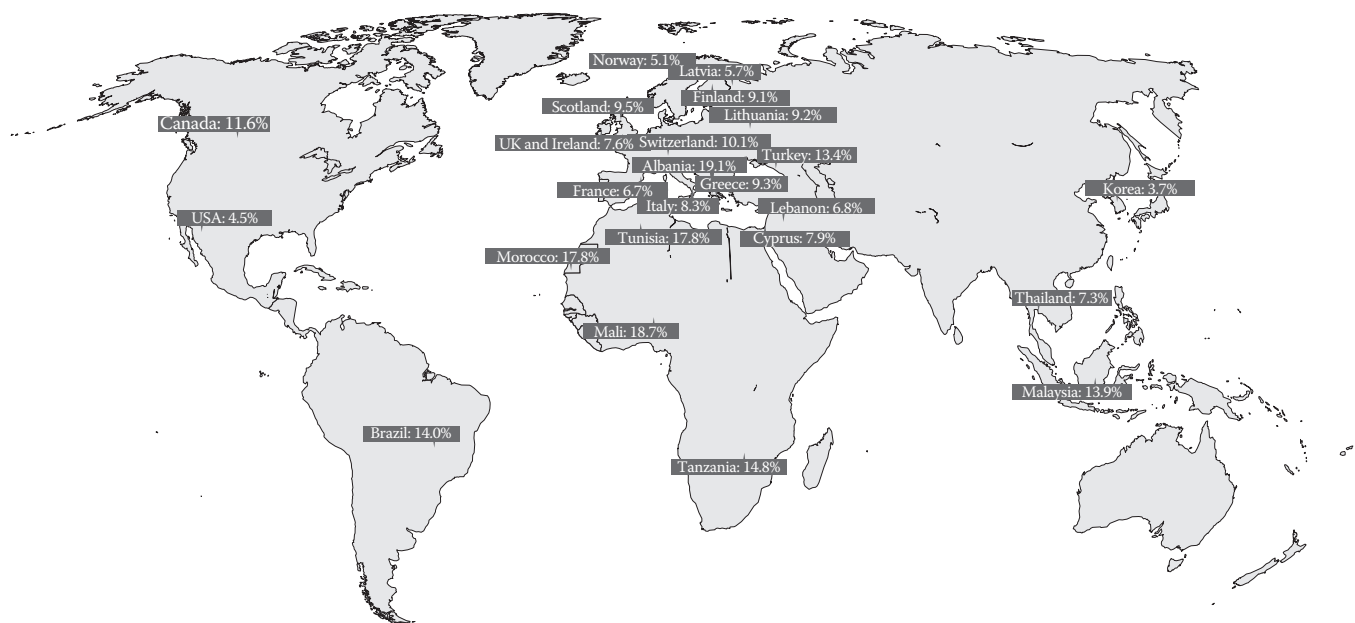 Norway: 5.1%
Latvia: 5.7%
Finland: 9.1%
Scotland: 9.5%
Lithuania: 9.2%
Canada: 11.6%
UK and Ireland: 7.6%
Switzerland: 10.1%
Turkey: 13.4%
Albania: 19.1%
Greece: 9.3%
France: 6.7%
Korea: 3.7%
Italy: 8.3%
Lebanon: 6.8%
USA: 4.5%
Tunisia: 17.8%
Cyprus: 7.9%
Morocco: 17.8%
Thailand: 7.3%
Mali: 18.7%
Malaysia: 13.9%
Brazil: 14.0%
Tanzania: 14.8%